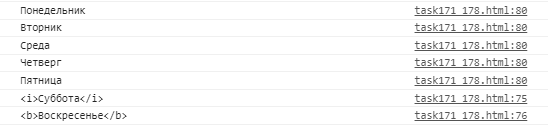 Понедельник task171_178.html:80
Вторник task171_178.html:80
Среда task171_178.html:80
Четверг task171_178.html:80
Пятница task171_178.html:80
<i>Суббота</i> task171_178.html:75
<b>Воскресенье</b> task171_178.html:76